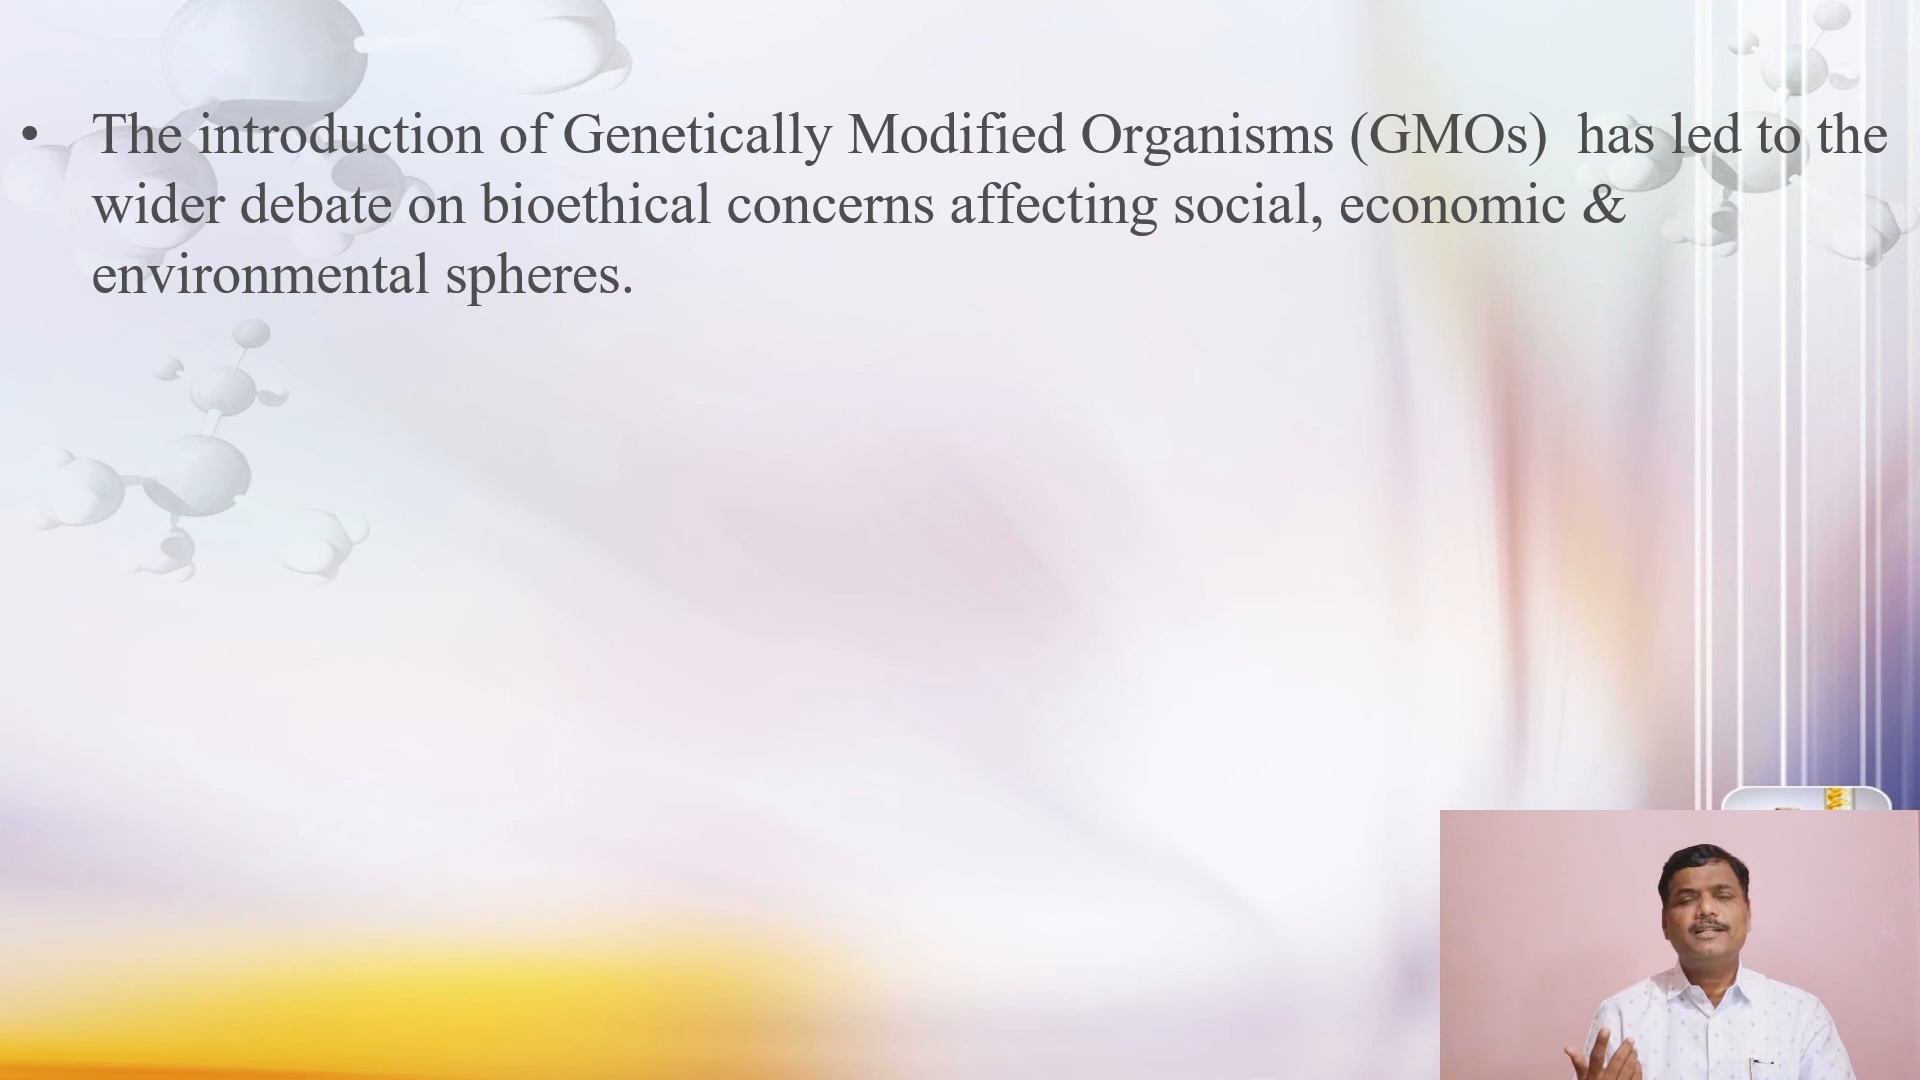 • The introduction of Genetically Modified Organisms (GMOs)  has led to the
wider debate on bioethical concerns affecting social, economic &
environmental spheres.